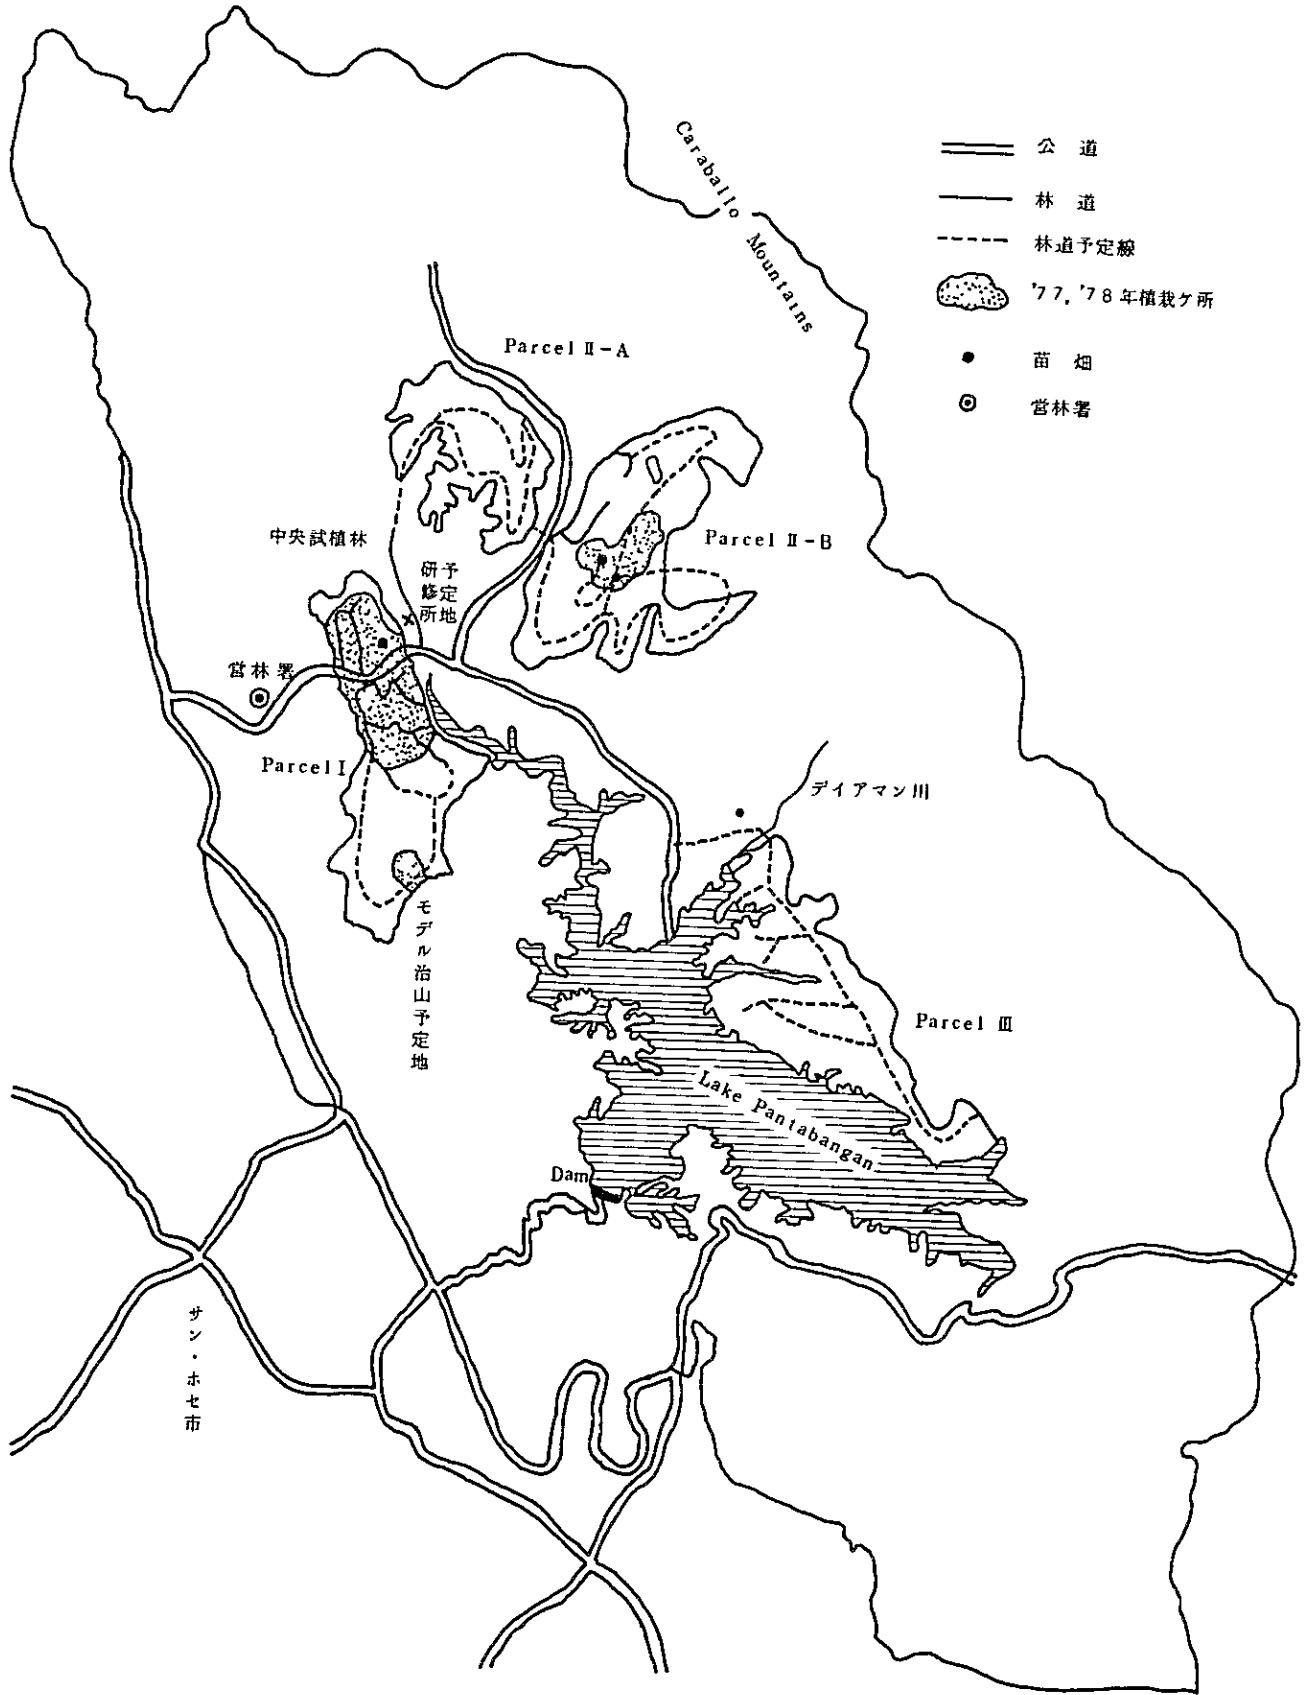 Caraballo Mountains
公道
林道
林道予定線
'77, '78年植栽ケ所
苗畑
営林署
Parcel Ⅱ-A
中央試植林
Parcel Ⅱ-B
予定地
研修所
営林署
Parcel Ⅰ
デイアマン川
モデル治山予定地
Parcel Ⅲ
Lake Pantabangan
Dam
サン・ホセ市